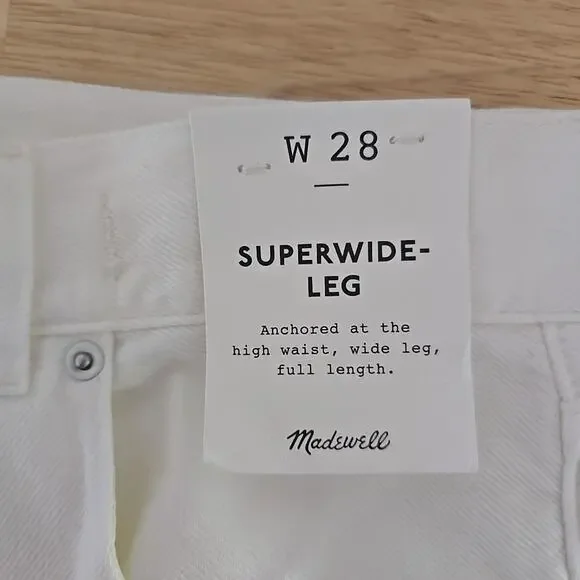 W 28
SUPERWIDE-
LEG
Anchored at the
high waist, wide leg,
full length.
Madewell